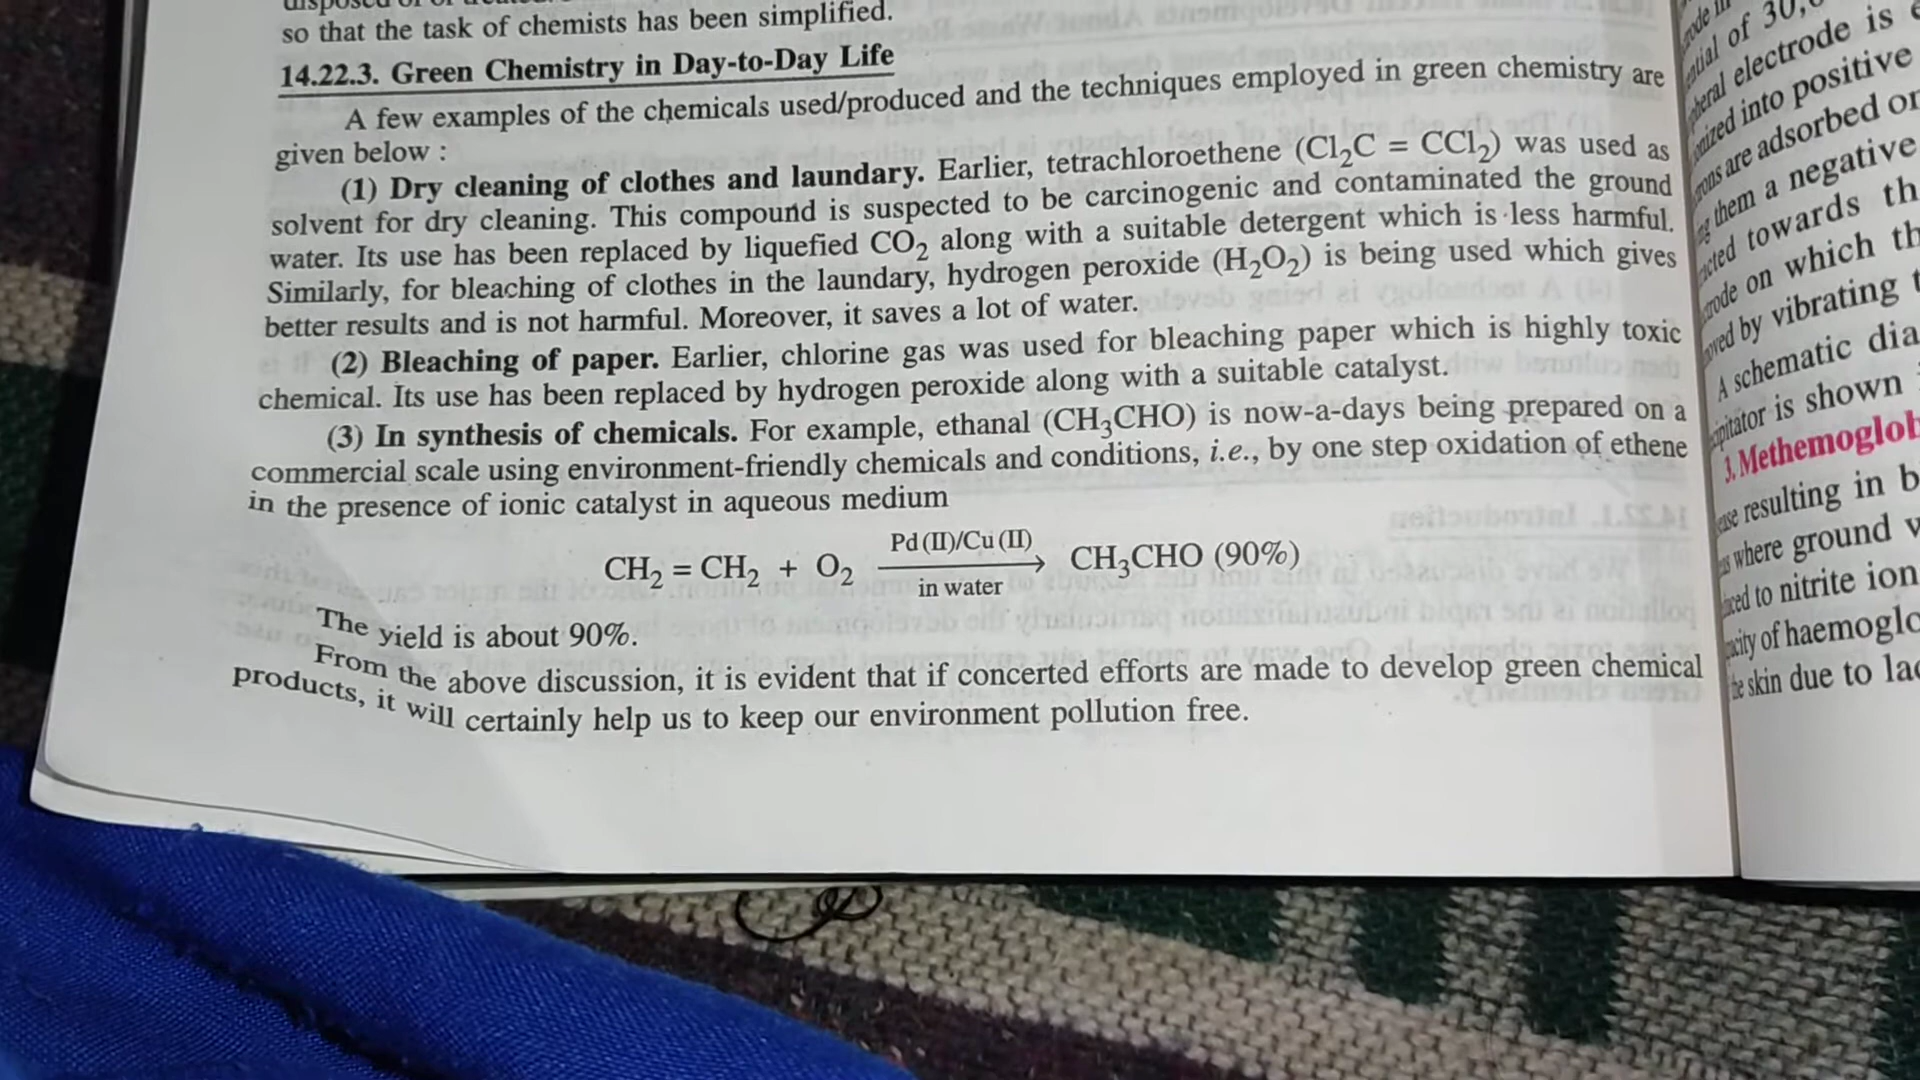 so that the task of chemists has been simplified.
14.22.3. Green Chemistry in Day-to-Day Life
A few examples of the chemicals used/produced and the techniques employed in green chemistry are
given below :
(1) Dry cleaning of clothes and laundary. Earlier, tetrachloroethene (Cl₂C = CCl₂) was used as
solvent for dry cleaning. This compound is suspected to be carcinogenic and contaminated the ground
water. Its use has been replaced by liquefied CO₂ along with a suitable detergent which is less harmful.
Similarly, for bleaching of clothes in the laundary, hydrogen peroxide (H₂O₂) is being used which gives
better results and is not harmful. Moreover, it saves a lot of water.
(2) Bleaching of paper. Earlier, chlorine gas was used for bleaching paper which is highly toxic
chemical. Its use has been replaced by hydrogen peroxide along with a suitable catalyst.
(3) In synthesis of chemicals. For example, ethanal (CH₃CHO) is now-a-days being prepared on a
commercial scale using environment-friendly chemicals and conditions, i.e., by one step oxidation of ethene
in the presence of ionic catalyst in aqueous medium
Pd (II)/Cu (II)
CH₂ = CH₂ + O₂ ⟶ CH₃CHO (90%)
in water
The yield is about 90%.
From the above discussion, it is evident that if concerted efforts are made to develop green chemical
products, it will certainly help us to keep our environment pollution free.
of 30,
electrode is
into positive
are adsorbed
them a negative
towards
on which
by vibrating
A schematic
is shown
3.
resulting in
where ground
to nitrite ion
of
skin due to